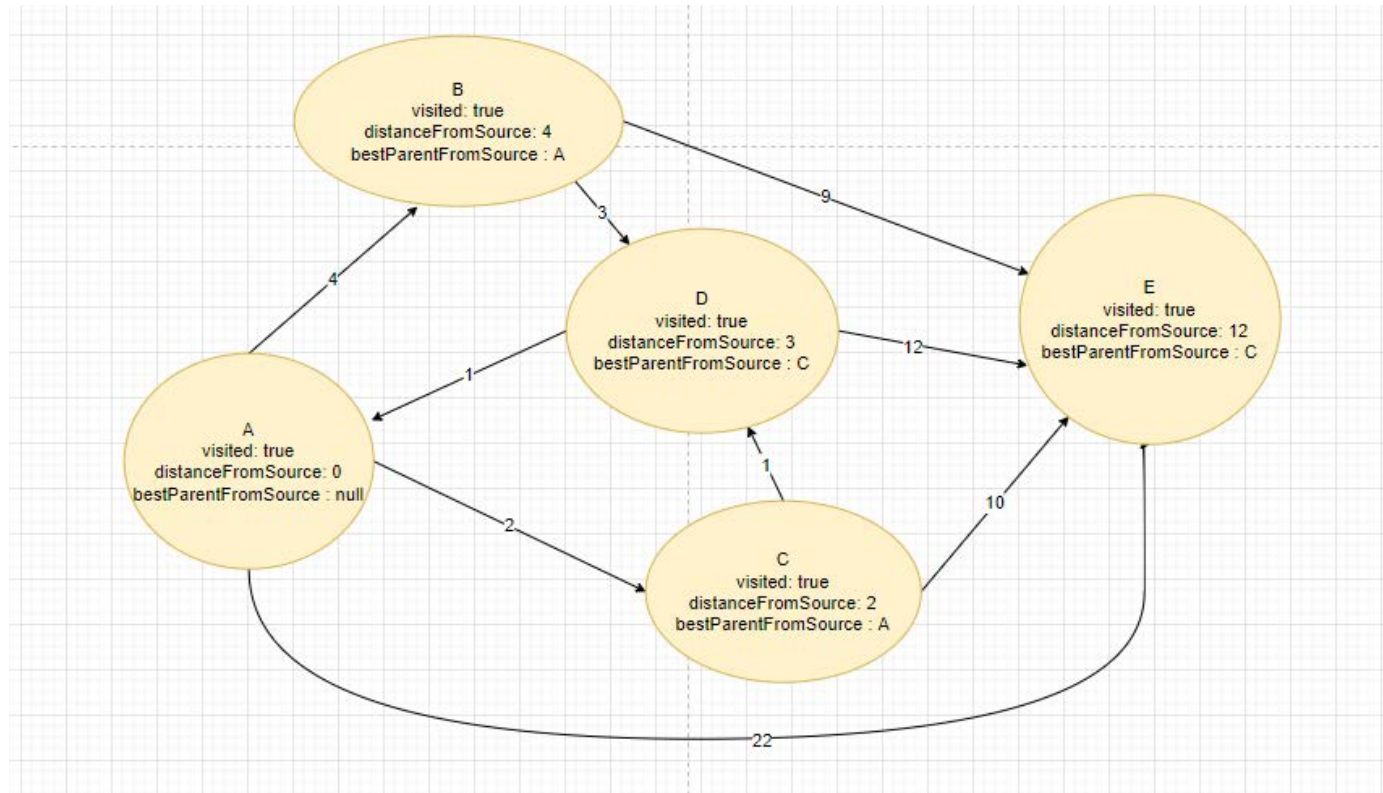 B
visited: true
distanceFromSource: 4
bestParentFromSource : A
9
3
4
D
visited: true
distanceFromSource: 3
bestParentFromSource : C
E
visited: true
distanceFromSource: 12
bestParentFromSource : C
12
1
A
visited: true
distanceFromSource: 0
bestParentFromSource : null
1
10
2
C
visited: true
distanceFromSource: 2
bestParentFromSource : A
22